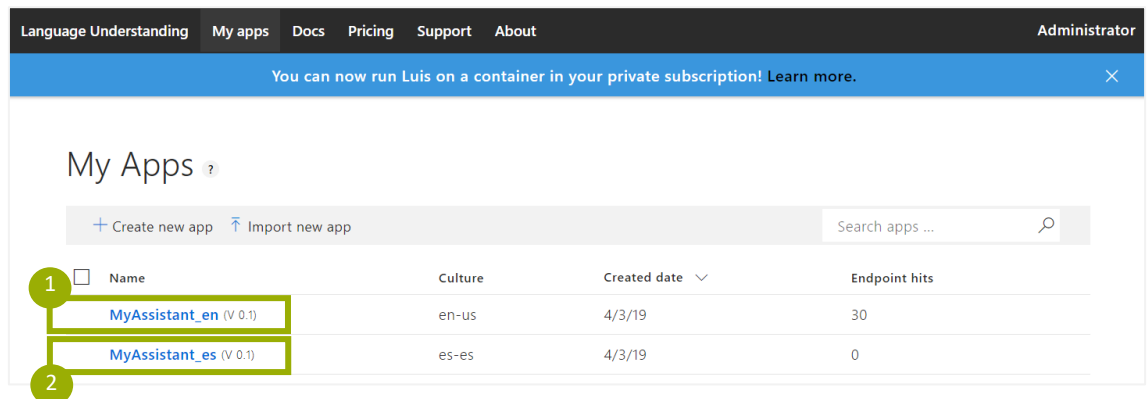 Language Understanding My apps Docs Pricing Support About Administrator
You can now run Luis on a container in your private subscription! Learn more.
My Apps ?
Create new app Import new app Search apps ...
Name Culture Created date Endpoint hits
1
MyAssistant_en (V 0.1) en-us 4/3/19 30
MyAssistant_es (V 0.1) es-es 4/3/19 0
2